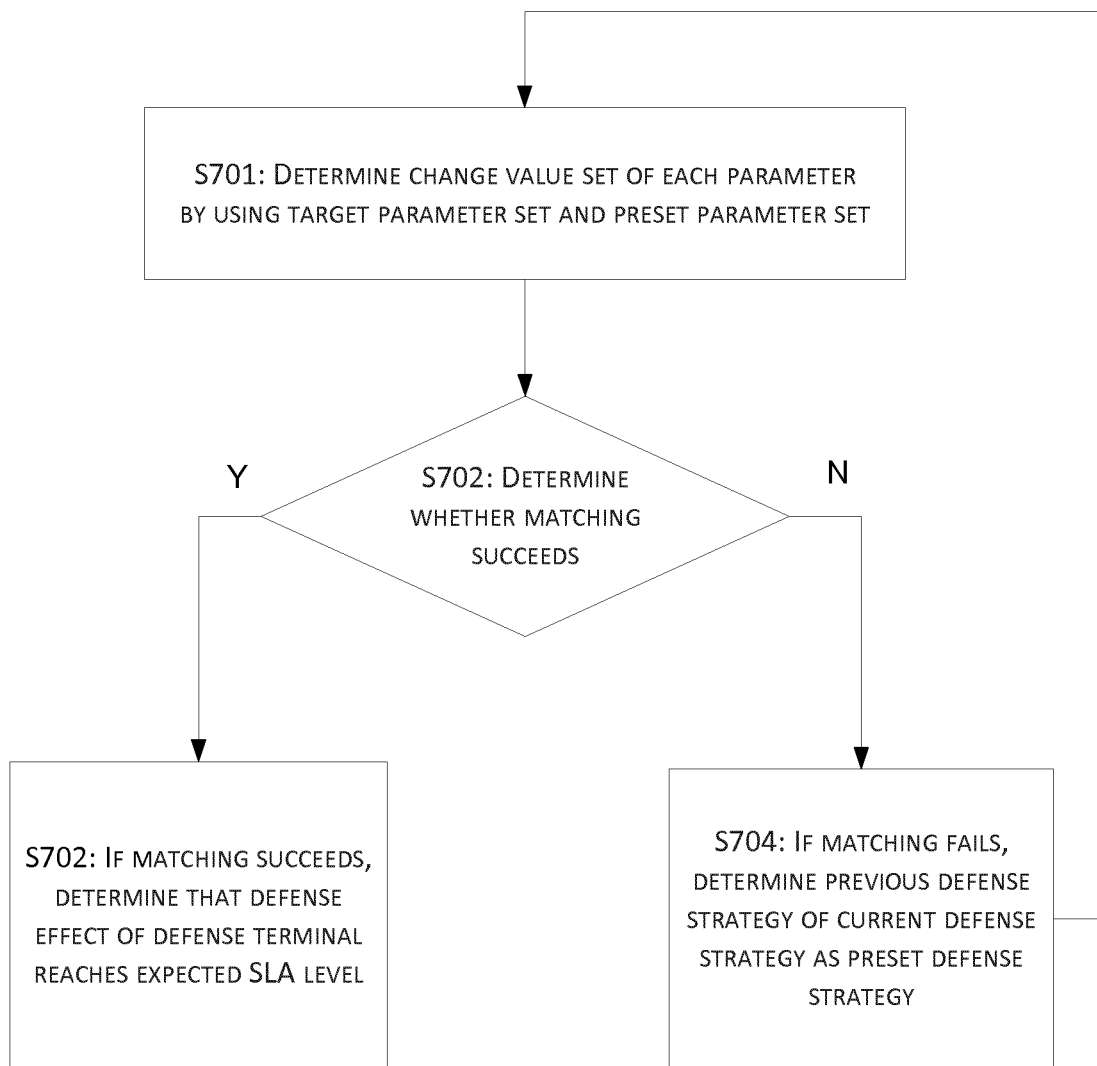 S701: DETERMINE CHANGE VALUE SET OF EACH PARAMETER
BY USING TARGET PARAMETER SET AND PRESET PARAMETER SET
Y
N
S702: DETERMINE
WHETHER MATCHING
SUCCEEDS
S702: IF MATCHING SUCCEEDS,
DETERMINE THAT DEFENSE
EFFECT OF DEFENSE TERMINAL
REACHES EXPECTED SLA LEVEL
S704: IF MATCHING FAILS,
DETERMINE PREVIOUS DEFENSE
STRATEGY OF CURRENT DEFENSE
STRATEGY AS PRESET DEFENSE
STRATEGY